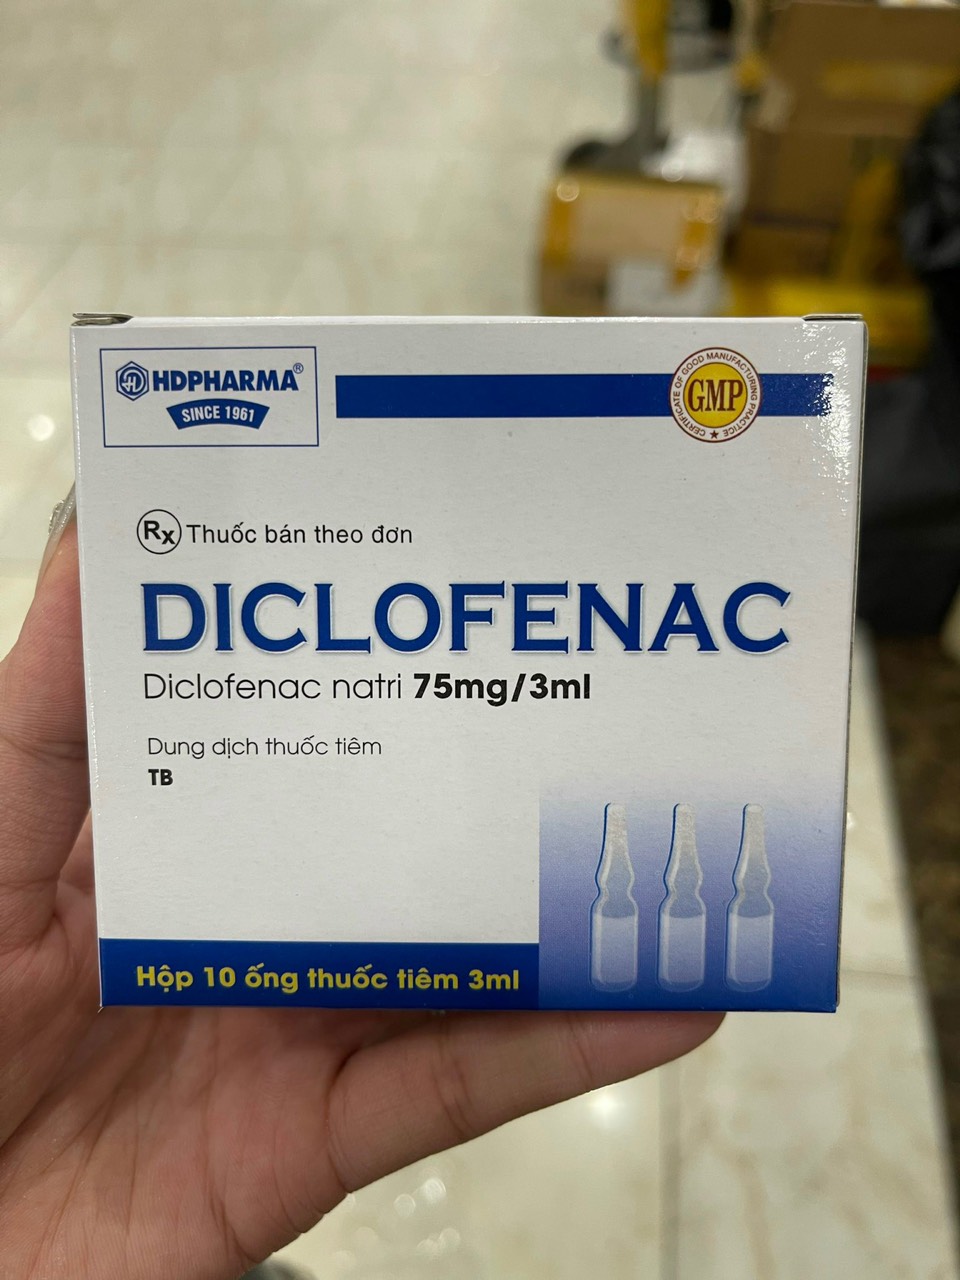 HDPHARMA®
SINCE 1961
CERTIFICATE OF GOOD MANUFACTURING PRACTICE ★
GMP
Rx Thuốc bán theo đơn
DICLOFENAC
Diclofenac natri 75mg/3ml
Dung dịch thuốc tiêm
TB
Hộp 10 ống thuốc tiêm 3ml